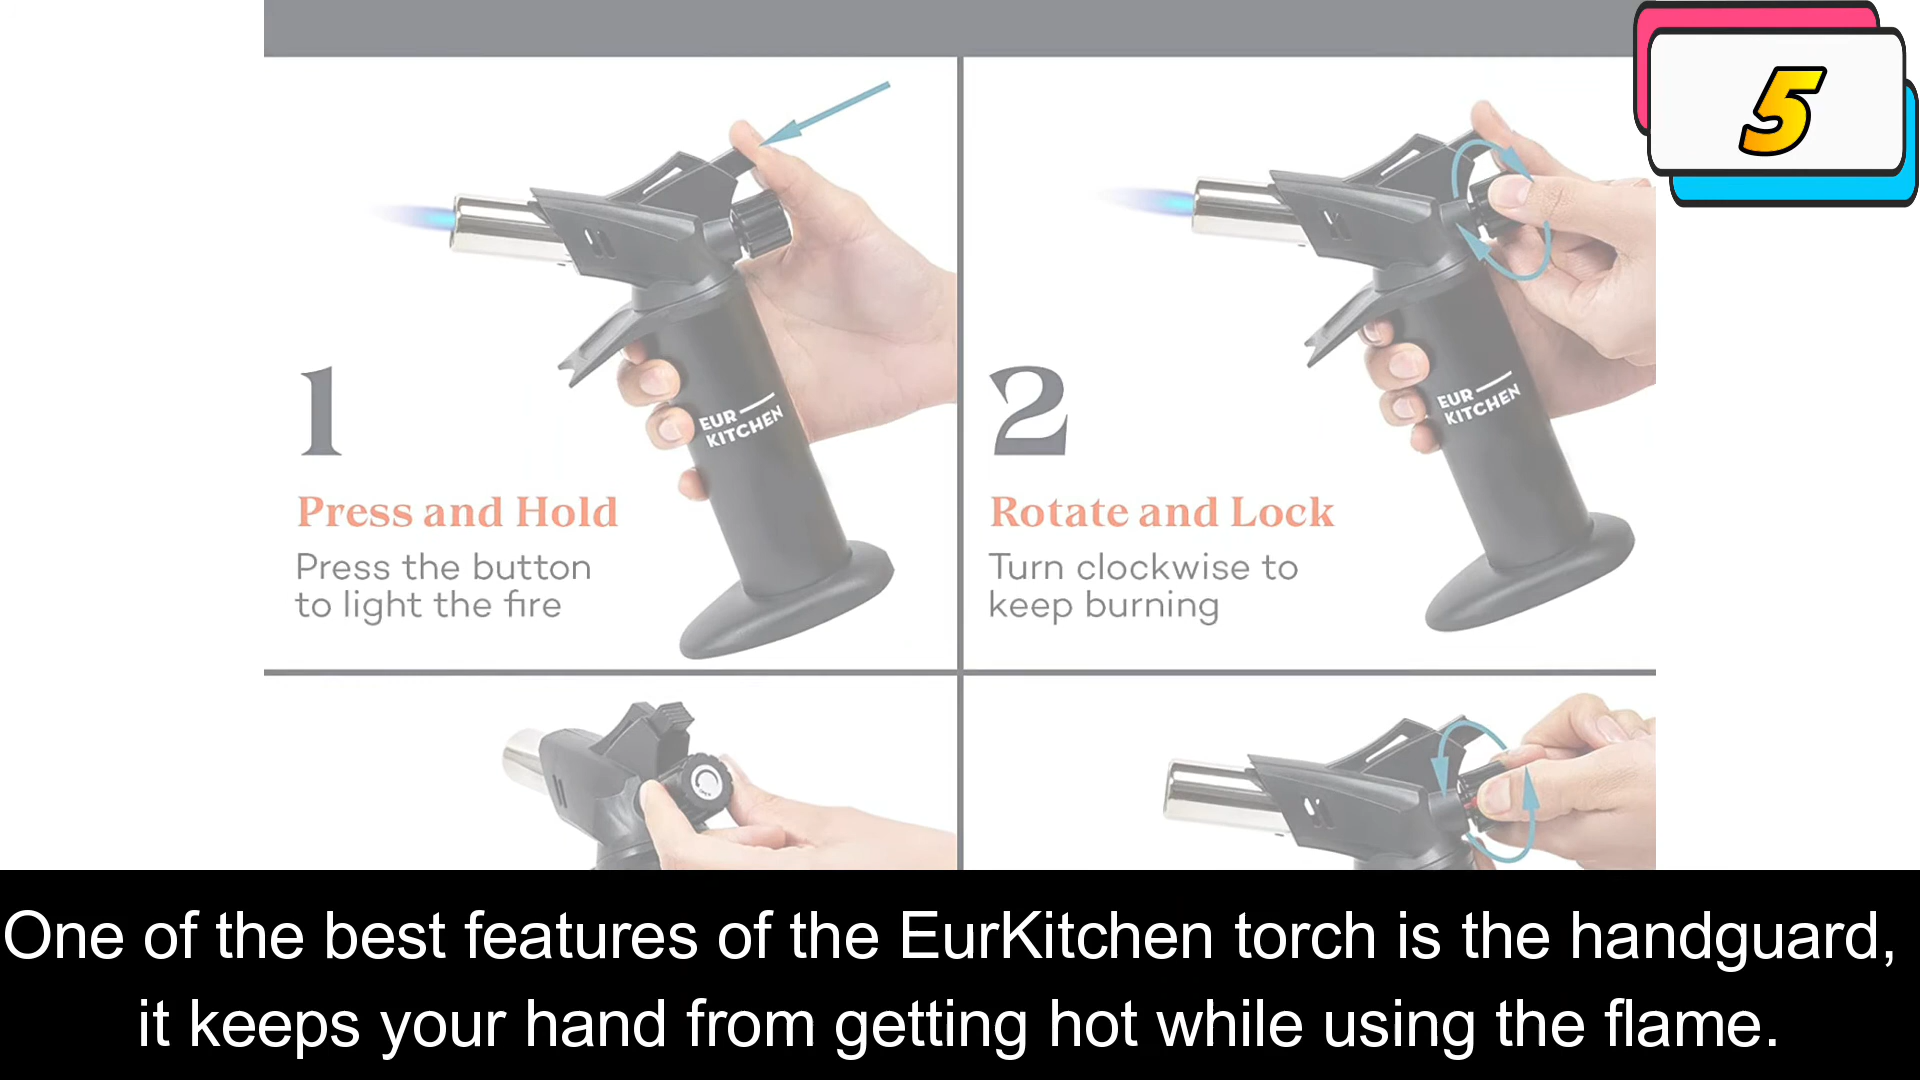 5
EUR
KITCHEN
EUR
KITCHEN
1
2
Press and Hold
Rotate and Lock
Press the button
to light the fire
Turn clockwise to
keep burning
One of the best features of the EurKitchen torch is the handguard,
it keeps your hand from getting hot while using the flame.